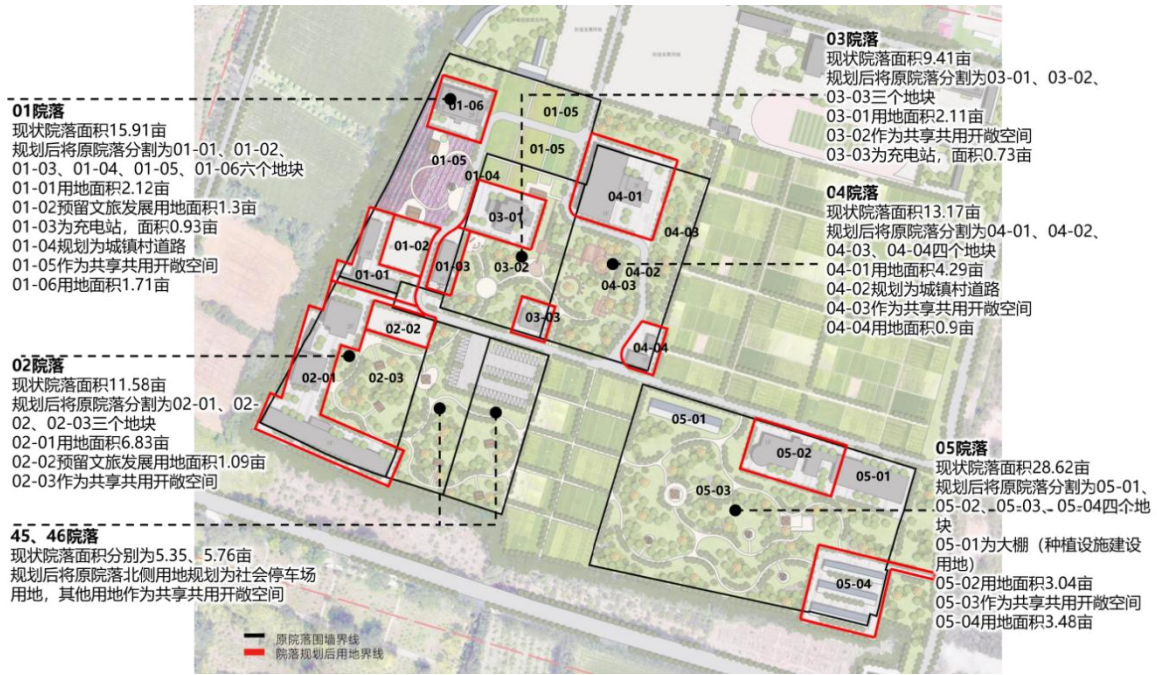 01院落
现状院落面积15.91亩
规划后将原院落分割为01-01、01-02、
01-03、01-04、01-05、01-06六个地块
01-01用地面积2.12亩
01-02预留文旅发展用地面积1.3亩
01-03为充电站，面积0.93亩
01-04规划为城镇村道路
01-05作为共享共用开敞空间
01-06用地面积1.71亩
02院落
现状院落面积11.58亩
规划后将原院落分割为02-01、02-
02、02-03三个地块
02-01用地面积6.83亩
02-02预留文旅发展用地面积1.09亩
02-03作为共享共用开敞空间
45、46院落
现状院落面积分别为5.35、5.76亩
规划后将原院落北侧用地规划为社会停车场
用地，其他用地作为共享共用开敞空间
03院落
现状院落面积9.41亩
规划后将原院落分割为03-01、03-02、
03-03三个地块
03-01用地面积2.11亩
03-02作为共享共用开敞空间
03-03为充电站，面积0.73亩
04院落
现状院落面积13.17亩
规划后将原院落分割为04-01、04-02、
04-03、04-04四个地块
04-01用地面积4.29亩
04-02规划为城镇村道路
04-03作为共享共用开敞空间
04-04用地面积0.9亩
05院落
现状院落面积28.62亩
规划后将原院落分割为05-01、
05-02、05-03、05-04四个地
块
05-01为大棚（种植设施建设
用地）
05-02用地面积3.04亩
05-03作为共享共用开敞空间
05-04用地面积3.48亩
01-06
01-05
01-05
01-05
01-04
03-01
04-01
04-03
01-02
01-01
01-03
03-02
04-02
04-03
03-03
04-04
02-02
02-01
02-03
05-01
05-02
05-01
05-03
05-04
原院落围墙界线
院落规划后用地界线